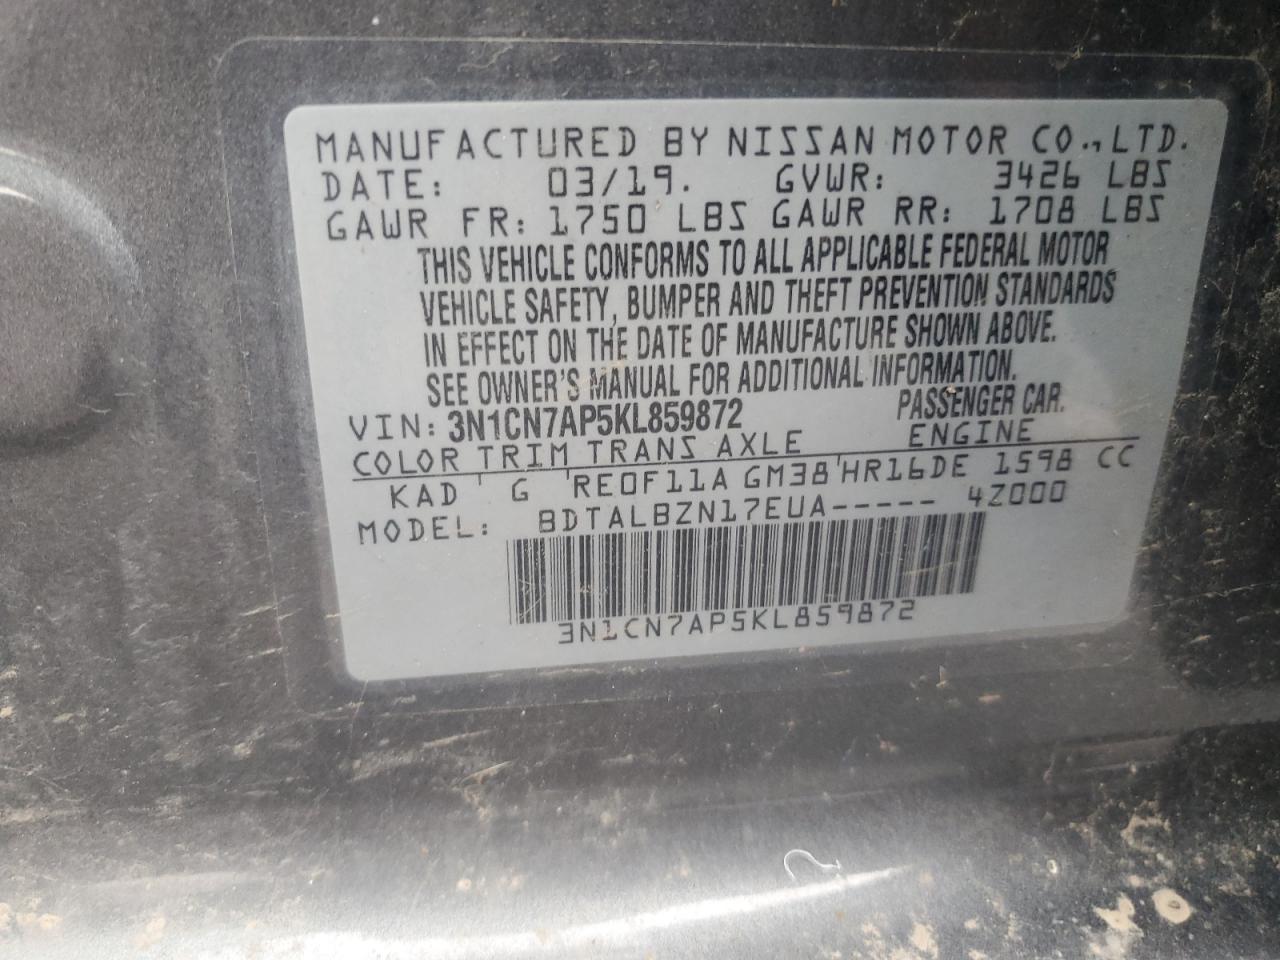 MANUFACTURED BY NISSAN MOTOR CO., LTD.
DATE: 03/19. GVWR: 3426 LBS
GAWR FR: 1750 LBS GAWR RR: 1708 LBS
THIS VEHICLE CONFORMS TO ALL APPLICABLE FEDERAL MOTOR
VEHICLE SAFETY, BUMPER AND THEFT PREVENTION STANDARDS
IN EFFECT ON THE DATE OF MANUFACTURE SHOWN ABOVE.
SEE OWNER'S MANUAL FOR ADDITIONAL INFORMATION.
VIN: 3N1CN7AP5KL859872 PASSENGER CAR.
COLOR TRIM TRANS AXLE ENGINE
KAD ' G 'RE0F11A GM38'HR16DE 1598 CC
MODEL: BDTALBZN17EUA----- 4Z000
3N1CN7AP5KL859872